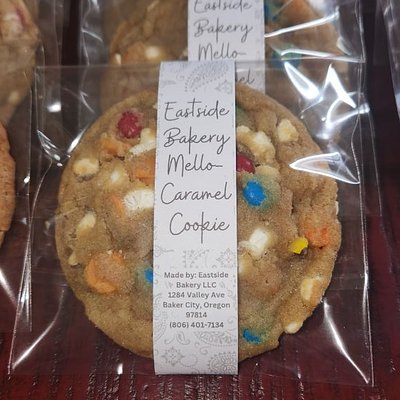 Eastside
Bakery
Mello-
Caramel
Eastside
Bakery
Mello-
Caramel
Cookie
Made by: Eastside
Bakery LLC
1284 Valley Ave
Baker City, Oregon
97814
(806) 401-7134